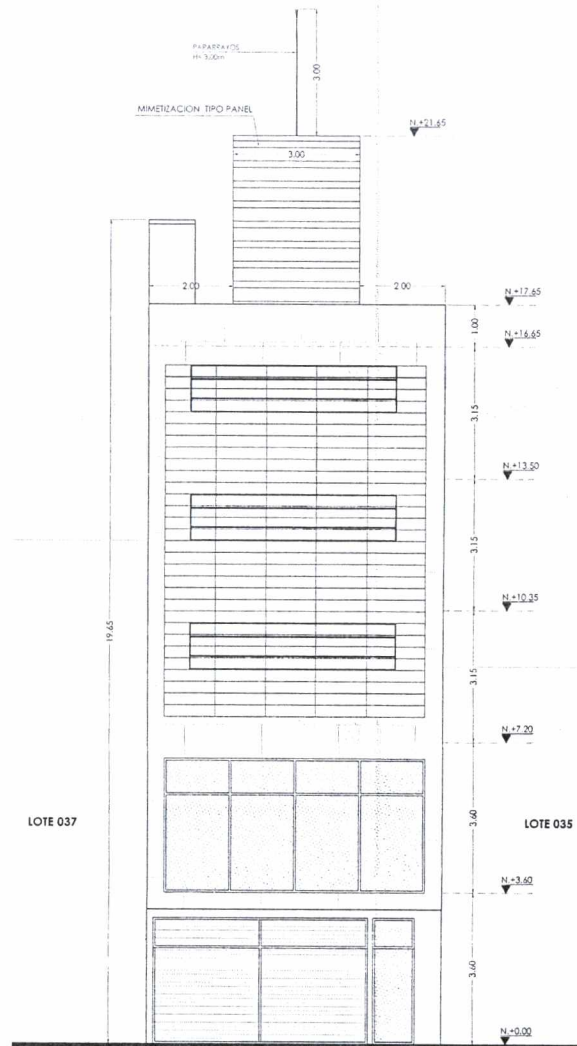 PARARRAYOS
H= 3.00m
3.00
MIMETIZACION TIPO PANEL
N.+21.65
3.00
2.00
2.00
N.+17.65
1.00
N.+16.65
3.15
N.+13.50
3.15
N.+10.35
19.65
3.15
N.+7.20
LOTE 037
3.60
LOTE 035
N.+3.60
3.60
N.+0.00